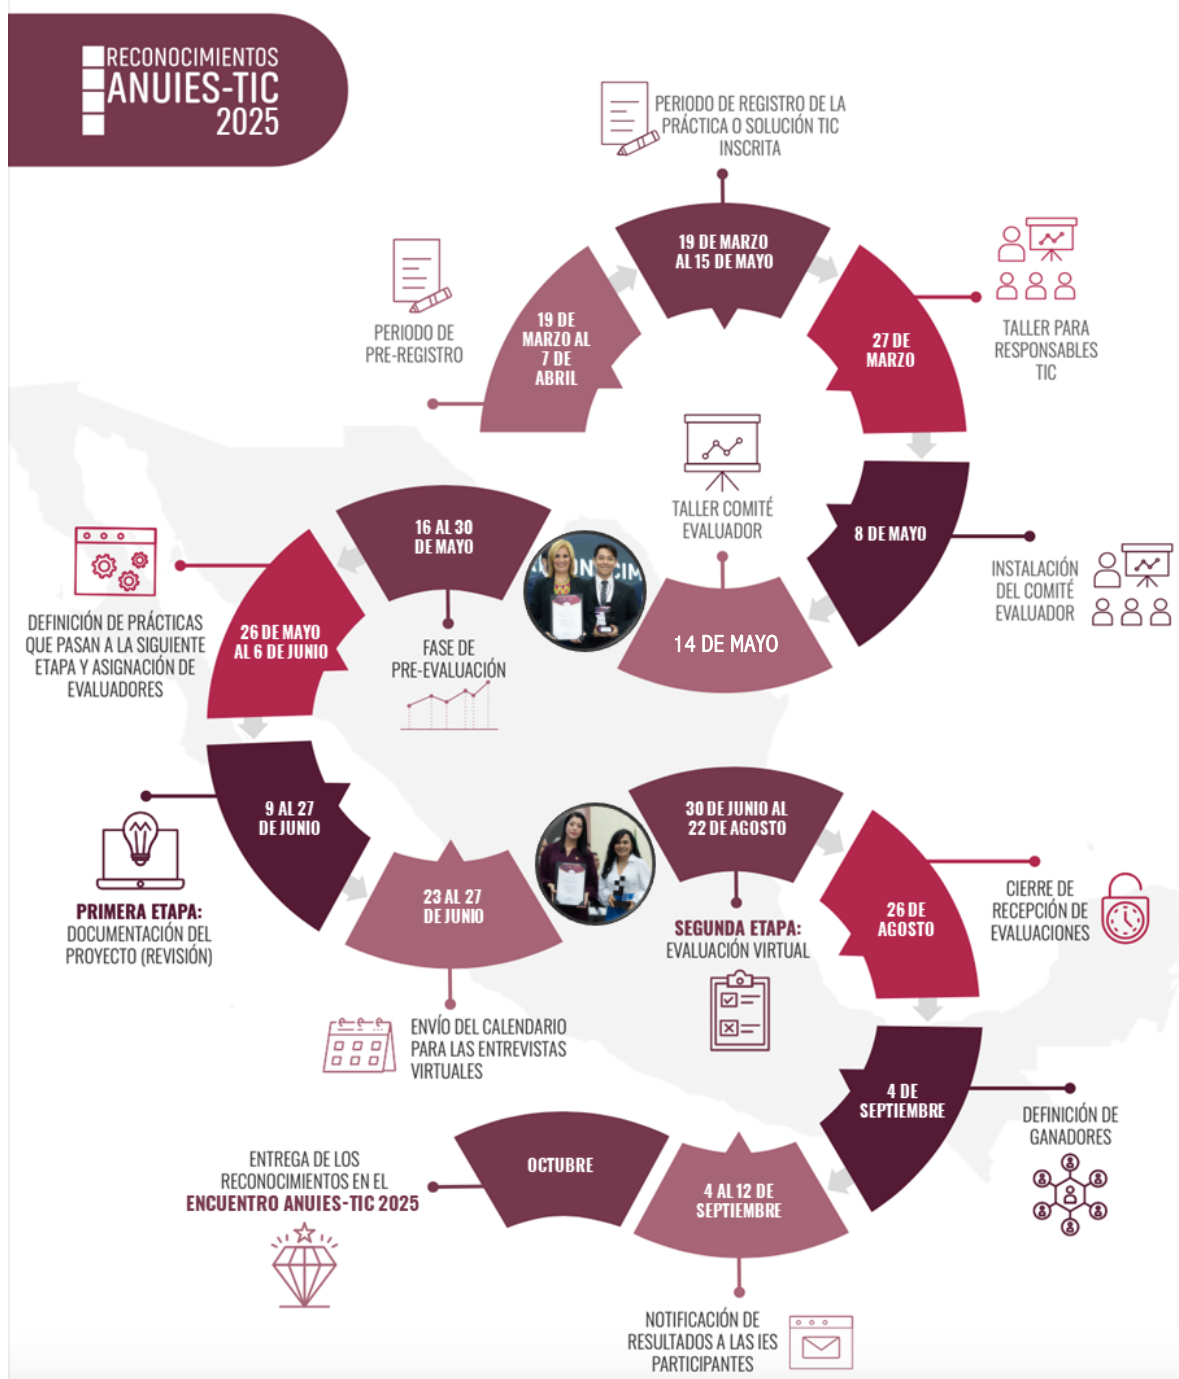 RECONOCIMIENTOS
ANUIES-TIC
2025
PERIODO DE
PRE-REGISTRO
19 DE
MARZO AL
7 DE
ABRIL
PERIODO DE REGISTRO DE LA
PRÁCTICA O SOLUCIÓN TIC
INSCRITA
19 DE MARZO
AL 15 DE MAYO
27 DE
MARZO
TALLER PARA
RESPONSABLES
TIC
8 DE MAYO
INSTALACIÓN
DEL COMITÉ
EVALUADOR
TALLER COMITÉ
EVALUADOR
14 DE MAYO
16 AL 30
DE MAYO
FASE DE
PRE-EVALUACIÓN
26 DE MAYO
AL 6 DE JUNIO
DEFINICIÓN DE PRÁCTICAS
QUE PASAN A LA SIGUIENTE
ETAPA Y ASIGNACIÓN DE
EVALUADORES
9 AL 27
DE JUNIO
PRIMERA ETAPA:
DOCUMENTACIÓN DEL
PROYECTO (REVISIÓN)
23 AL 27
DE JUNIO
ENVÍO DEL CALENDARIO
PARA LAS ENTREVISTAS
VIRTUALES
30 DE JUNIO AL
22 DE AGOSTO
SEGUNDA ETAPA:
EVALUACIÓN VIRTUAL
26 DE
AGOSTO
CIERRE DE
RECEPCIÓN DE
EVALUACIONES
4 DE
SEPTIEMBRE
DEFINICIÓN DE
GANADORES
4 AL 12 DE
SEPTIEMBRE
NOTIFICACIÓN DE
RESULTADOS A LAS IES
PARTICIPANTES
OCTUBRE
ENTREGA DE LOS
RECONOCIMIENTOS EN EL
ENCUENTRO ANUIES-TIC 2025